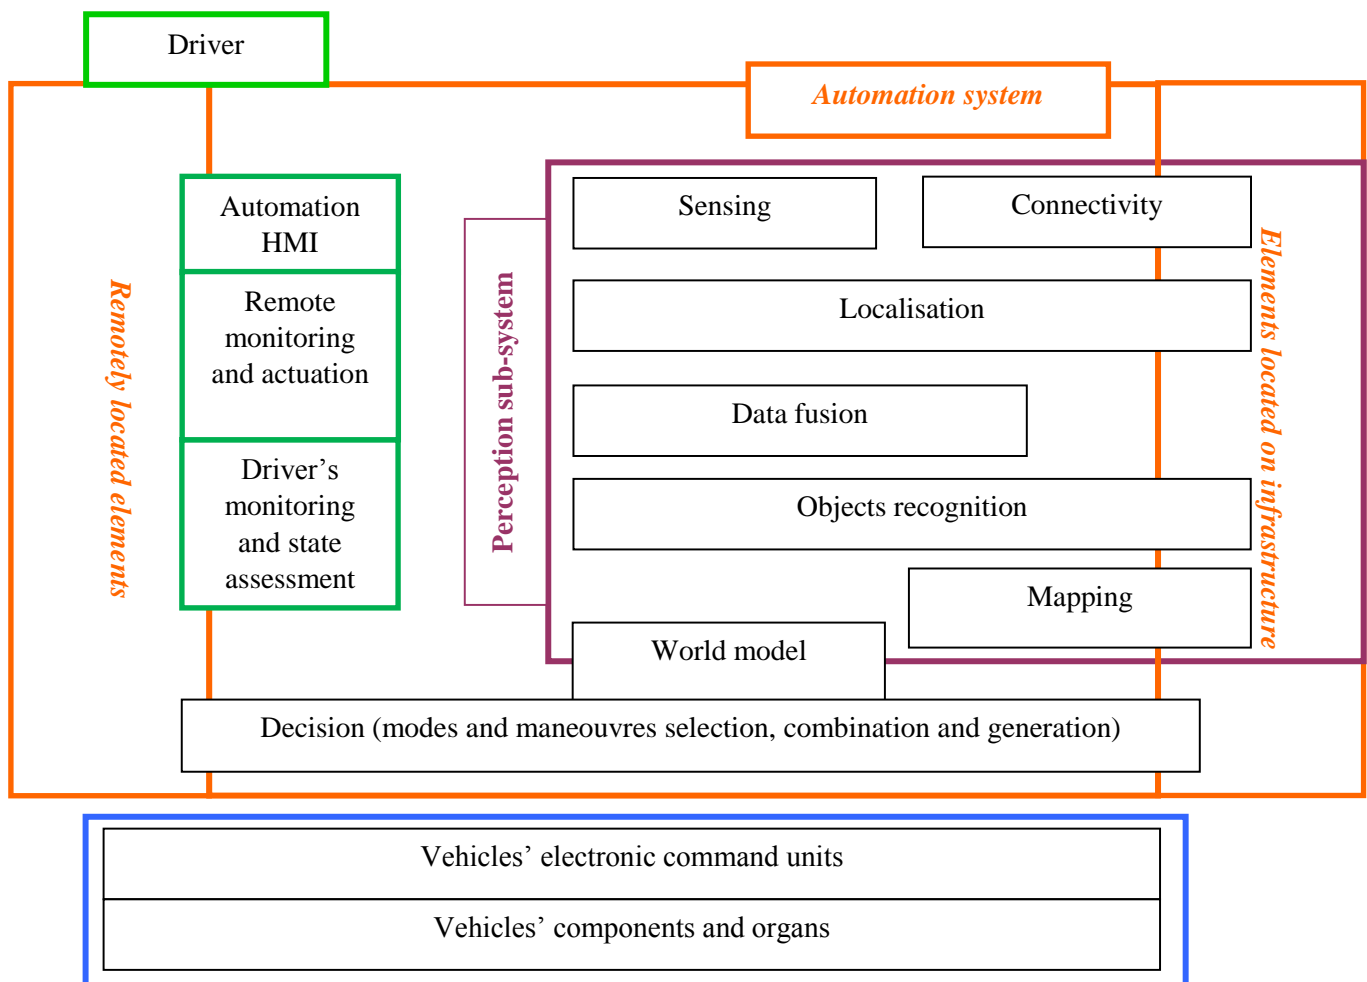 Driver
Automation system
Automation
HMI
Remote
monitoring
and actuation
Driver’s
monitoring
and state
assessment
Remotely located elements
Perception sub-system
Sensing
Connectivity
Localisation
Data fusion
Objects recognition
Mapping
World model
Elements located on infrastructure
Decision (modes and maneouvres selection, combination and generation)
Vehicles’ electronic command units
Vehicles’ components and organs